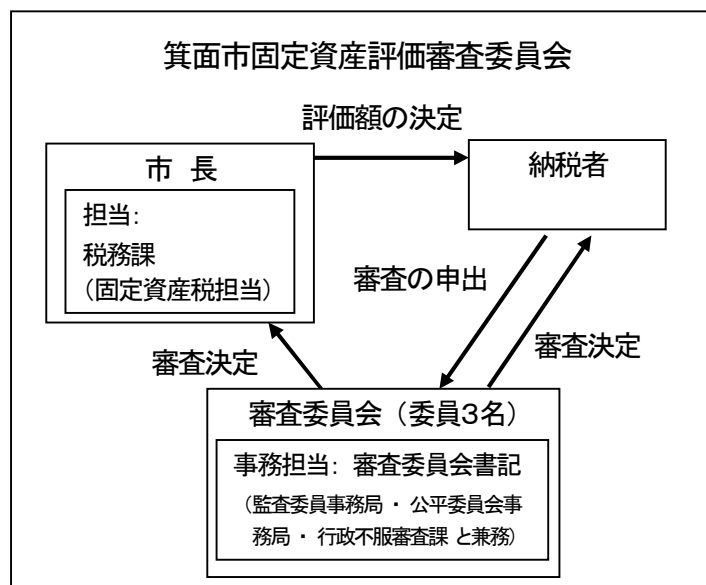 箕面市固定資産評価審査委員会
評価額の決定
市 長
担当:
税務課
(固定資産税担当)
納税者
審査の申出
審査決定
審査決定
審査委員会(委員3名)
事務担当: 審査委員会書記
(監査委員事務局 ・ 公平委員会事
務局 ・ 行政不服審査課 と兼務)